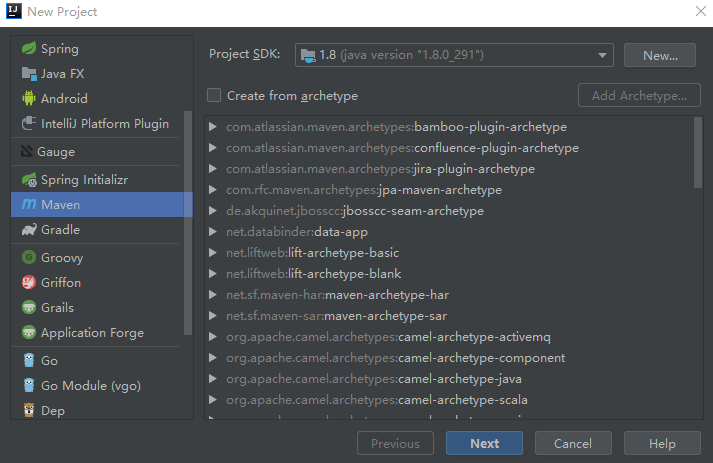 New Project
Spring
Java FX
Android
IntelliJ Platform Plugin
Gauge
Spring Initializr
Maven
Gradle
Groovy
Griffon
Grails
Application Forge
Go
Go Module (vgo)
Dep
Project SDK: 1.8 (java version "1.8.0_291") New...
Create from archetype Add Archetype...
com.atlassian.maven.archetypes:bamboo-plugin-archetype
com.atlassian.maven.archetypes:confluence-plugin-archetype
com.atlassian.maven.archetypes:jira-plugin-archetype
com.rfc.maven.archetypes:jpa-maven-archetype
de.akquinet.jbosscc:jbosscc-seam-archetype
net.databinder:data-app
net.liftweb:lift-archetype-basic
net.liftweb:lift-archetype-blank
net.sf.maven-har:maven-archetype-har
net.sf.maven-sar:maven-archetype-sar
org.apache.camel.archetypes:camel-archetype-activemq
org.apache.camel.archetypes:camel-archetype-component
org.apache.camel.archetypes:camel-archetype-java
org.apache.camel.archetypes:camel-archetype-scala
Previous Next Cancel Help